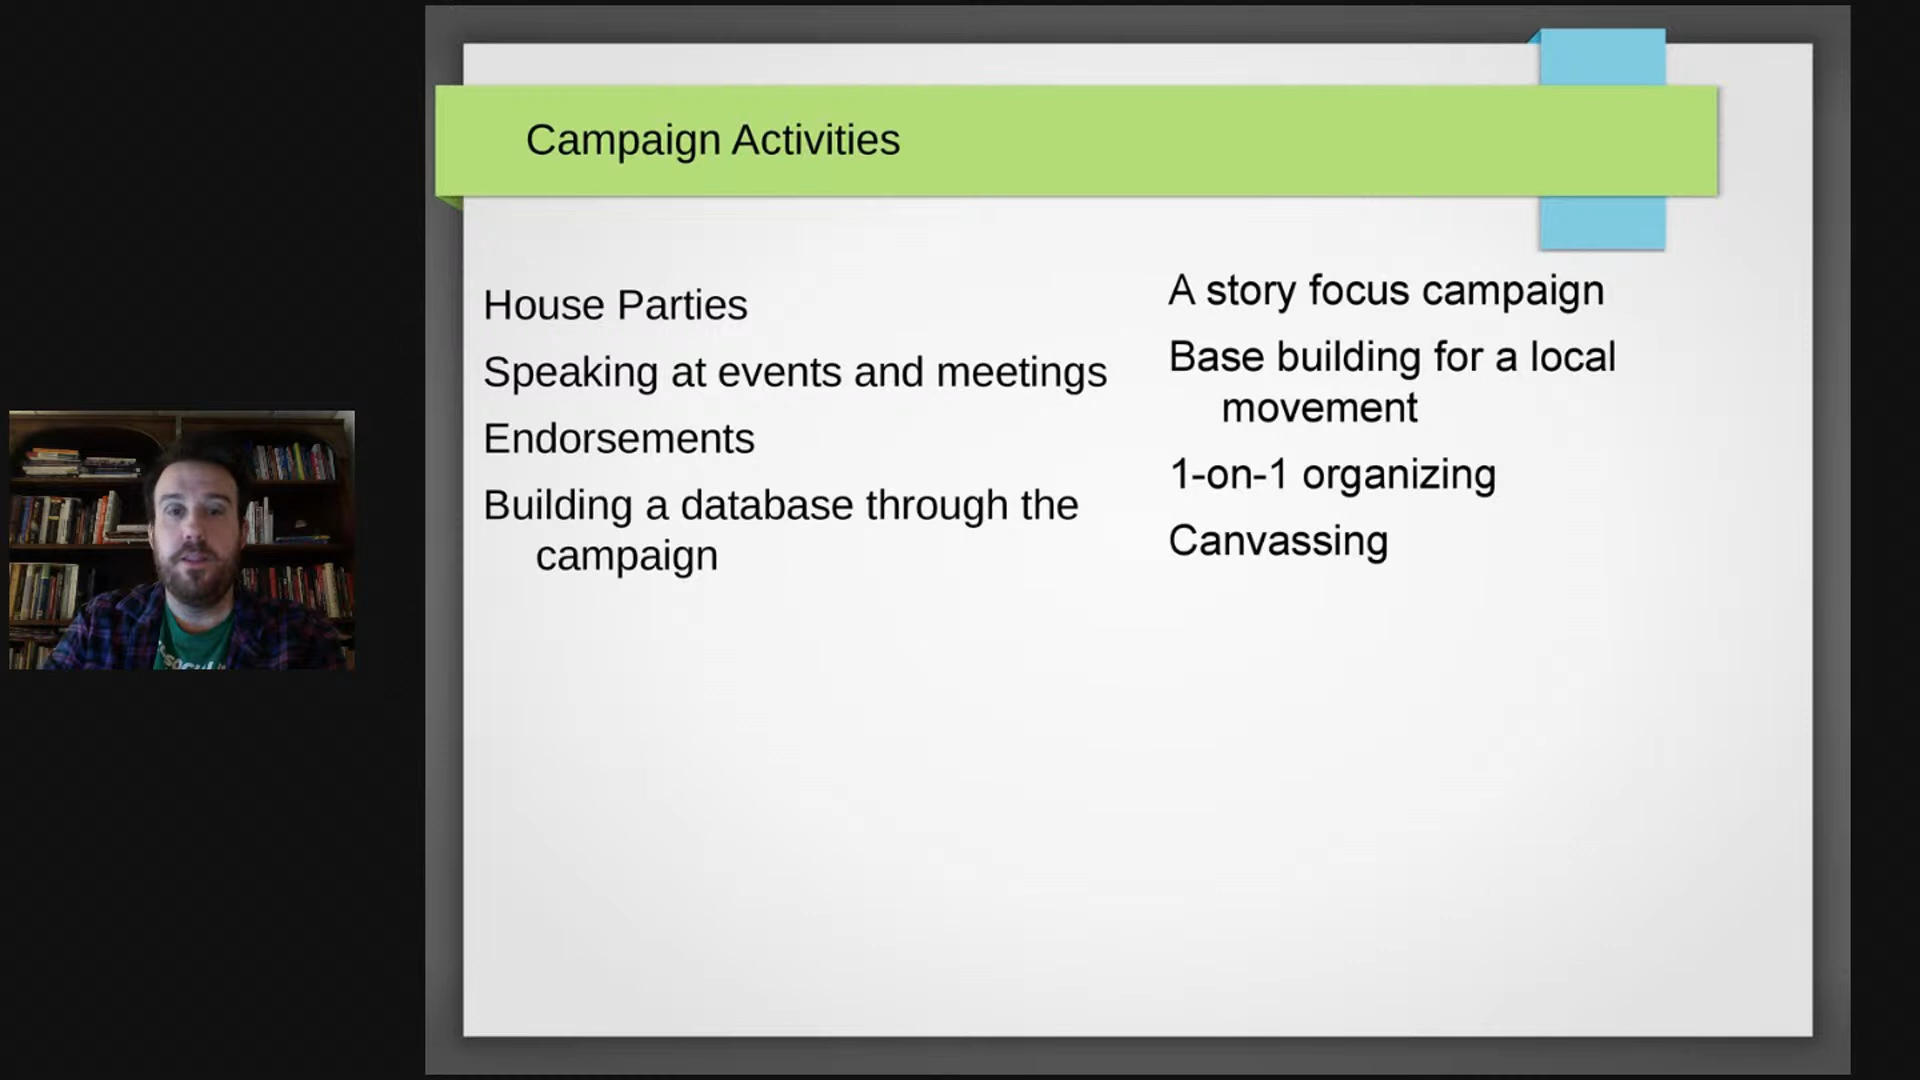 Campaign Activities
House Parties
Speaking at events and meetings
Endorsements
Building a database through the
campaign
A story focus campaign
Base building for a local
movement
1-on-1 organizing
Canvassing